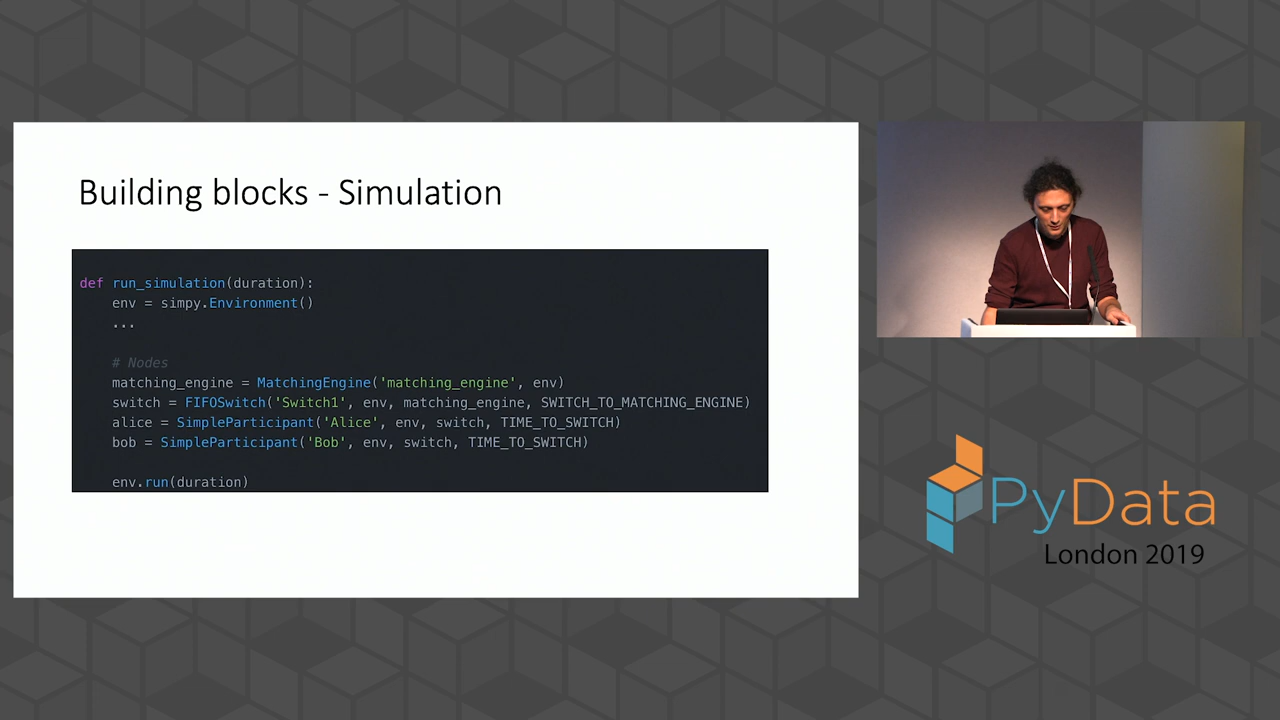 Building blocks - Simulation
def run_simulation(duration):
    env = simpy.Environment()
    ...
    # Nodes
    matching_engine = MatchingEngine('matching_engine', env)
    switch = FIFOSwitch('Switch1', env, matching_engine, SWITCH_TO_MATCHING_ENGINE)
    alice = SimpleParticipant('Alice', env, switch, TIME_TO_SWITCH)
    bob = SimpleParticipant('Bob', env, switch, TIME_TO_SWITCH)
    env.run(duration)
PyData
London 2019